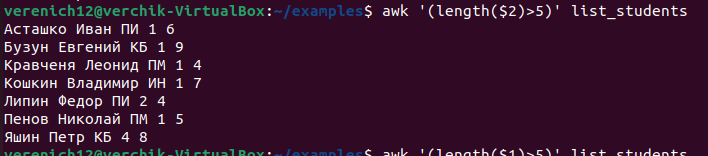 verenich12@verchik-VirtualBox:~/examples$ awk '(length($2)>5)' list_students
Асташко Иван ПИ 1 6
Бузун Евгений КБ 1 9
Кравченя Леонид ПМ 1 4
Кошкин Владимир ИН 1 7
Липин Федор ПИ 2 4
Пенов Николай ПМ 1 5
Яшин Петр КБ 4 8
verenich12@verchik-VirtualBox:~/examples$ awk '(length($1)>5)' list_students